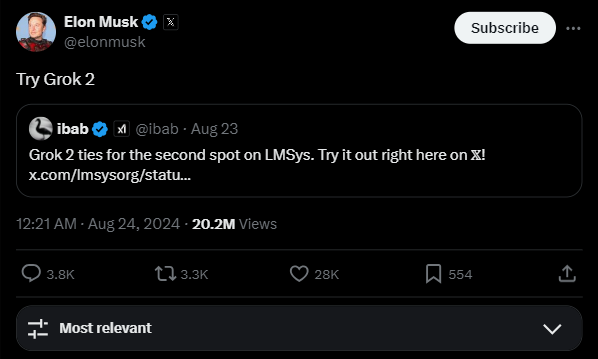 Elon Musk
@elonmusk
Subscribe
Try Grok 2
ibab @ibab · Aug 23
Grok 2 ties for the second spot on LMSys. Try it out right here on 𝕏!
x.com/lmsysorg/statu...
12:21 AM · Aug 24, 2024 · 20.2M Views
3.8K 3.3K 28K 554
Most relevant